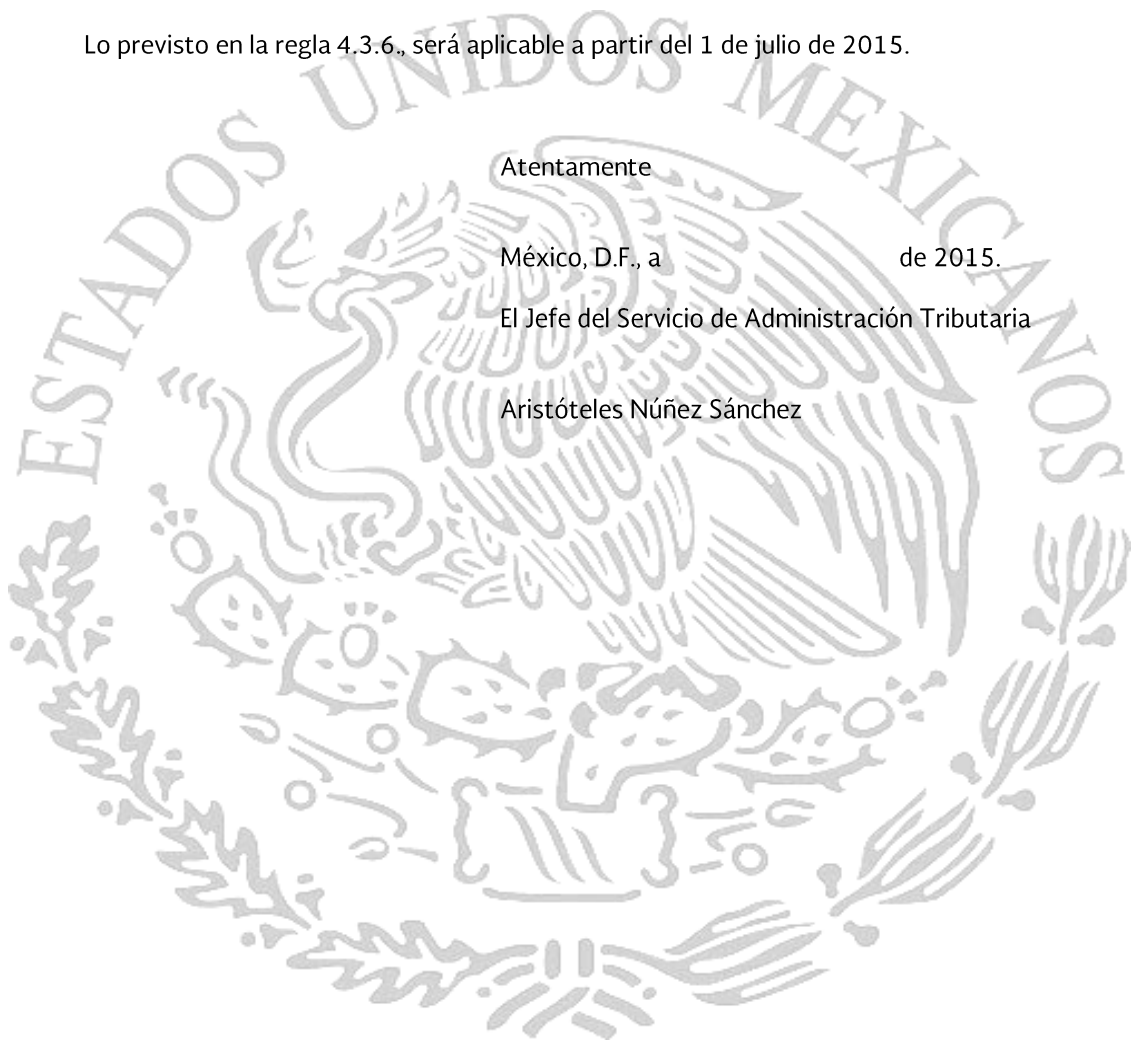 Lo previsto en la regla 4.3.6., será aplicable a partir del 1 de julio de 2015.
ESTADOS UNIDOS MEXICANOS
Atentamente
México, D.F., a de 2015.
El Jefe del Servicio de Administración Tributaria
Aristóteles Núñez Sánchez